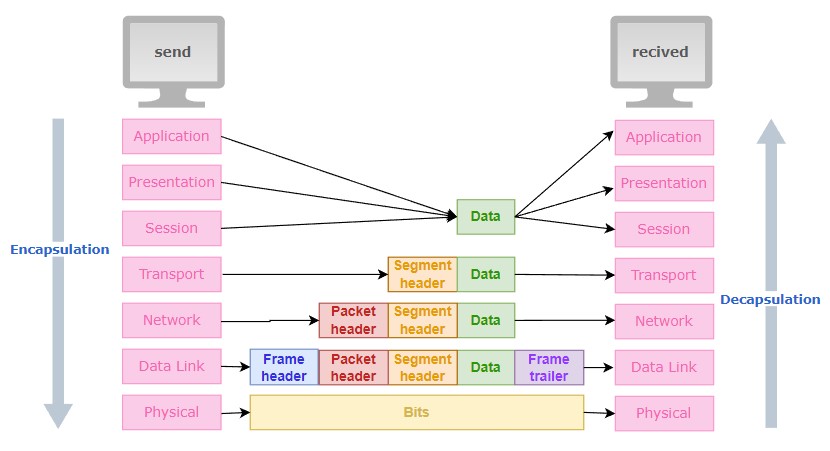 send
recived
Application
Application
Presentation
Presentation
Data
Session
Session
Encapsulation
Transport
Segment
header
Data
Transport
Decapsulation
Network
Packet
header
Segment
header
Data
Network
Data Link
Frame
header
Packet
header
Segment
header
Data
Frame
trailer
Data Link
Physical
Bits
Physical